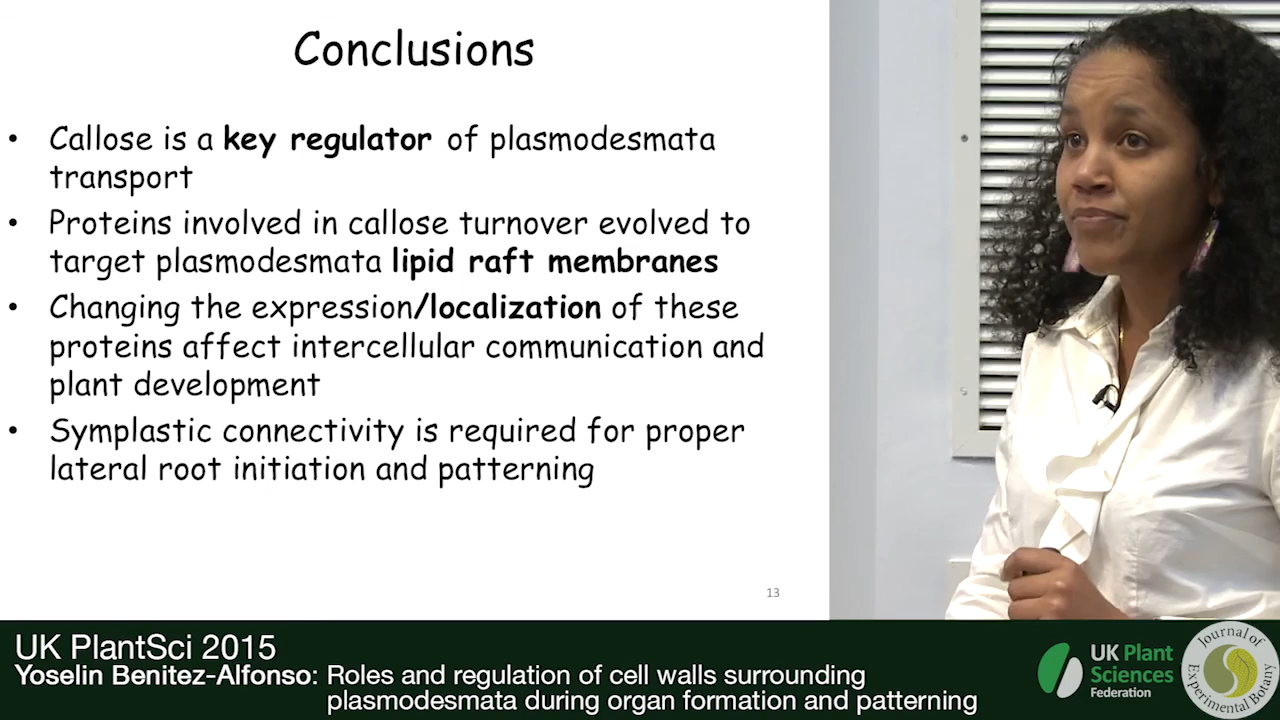 Conclusions
• Callose is a key regulator of plasmodesmata
transport
• Proteins involved in callose turnover evolved to
target plasmodesmata lipid raft membranes
• Changing the expression/localization of these
proteins affect intercellular communication and
plant development
• Symplastic connectivity is required for proper
lateral root initiation and patterning
13
UK PlantSci 2015
Yoselin Benitez-Alfonso: Roles and regulation of cell walls surrounding
plasmodesmata during organ formation and patterning
UK Plant
Sciences
Federation
Journal of
Experimental Botany